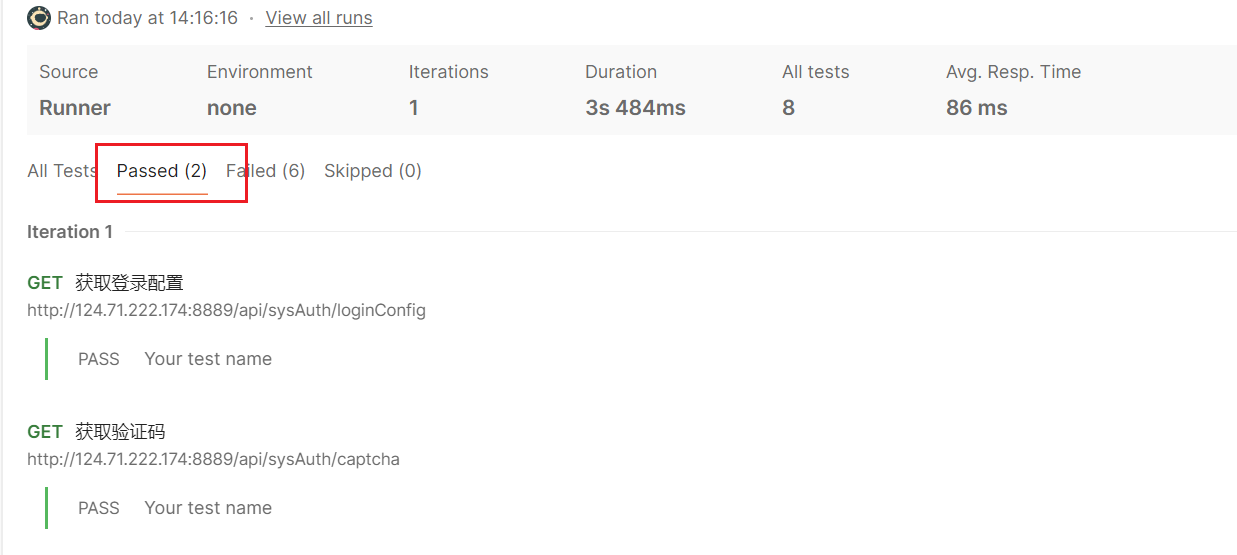 Ran today at 14:16:16 · View all runs
Source Environment Iterations Duration All tests Avg. Resp. Time
Runner none 1 3s 484ms 8 86 ms
All Tests Passed (2) Failed (6) Skipped (0)
Iteration 1
GET 获取登录配置
http://124.71.222.174:8889/api/sysAuth/loginConfig
PASS Your test name
GET 获取验证码
http://124.71.222.174:8889/api/sysAuth/captcha
PASS Your test name